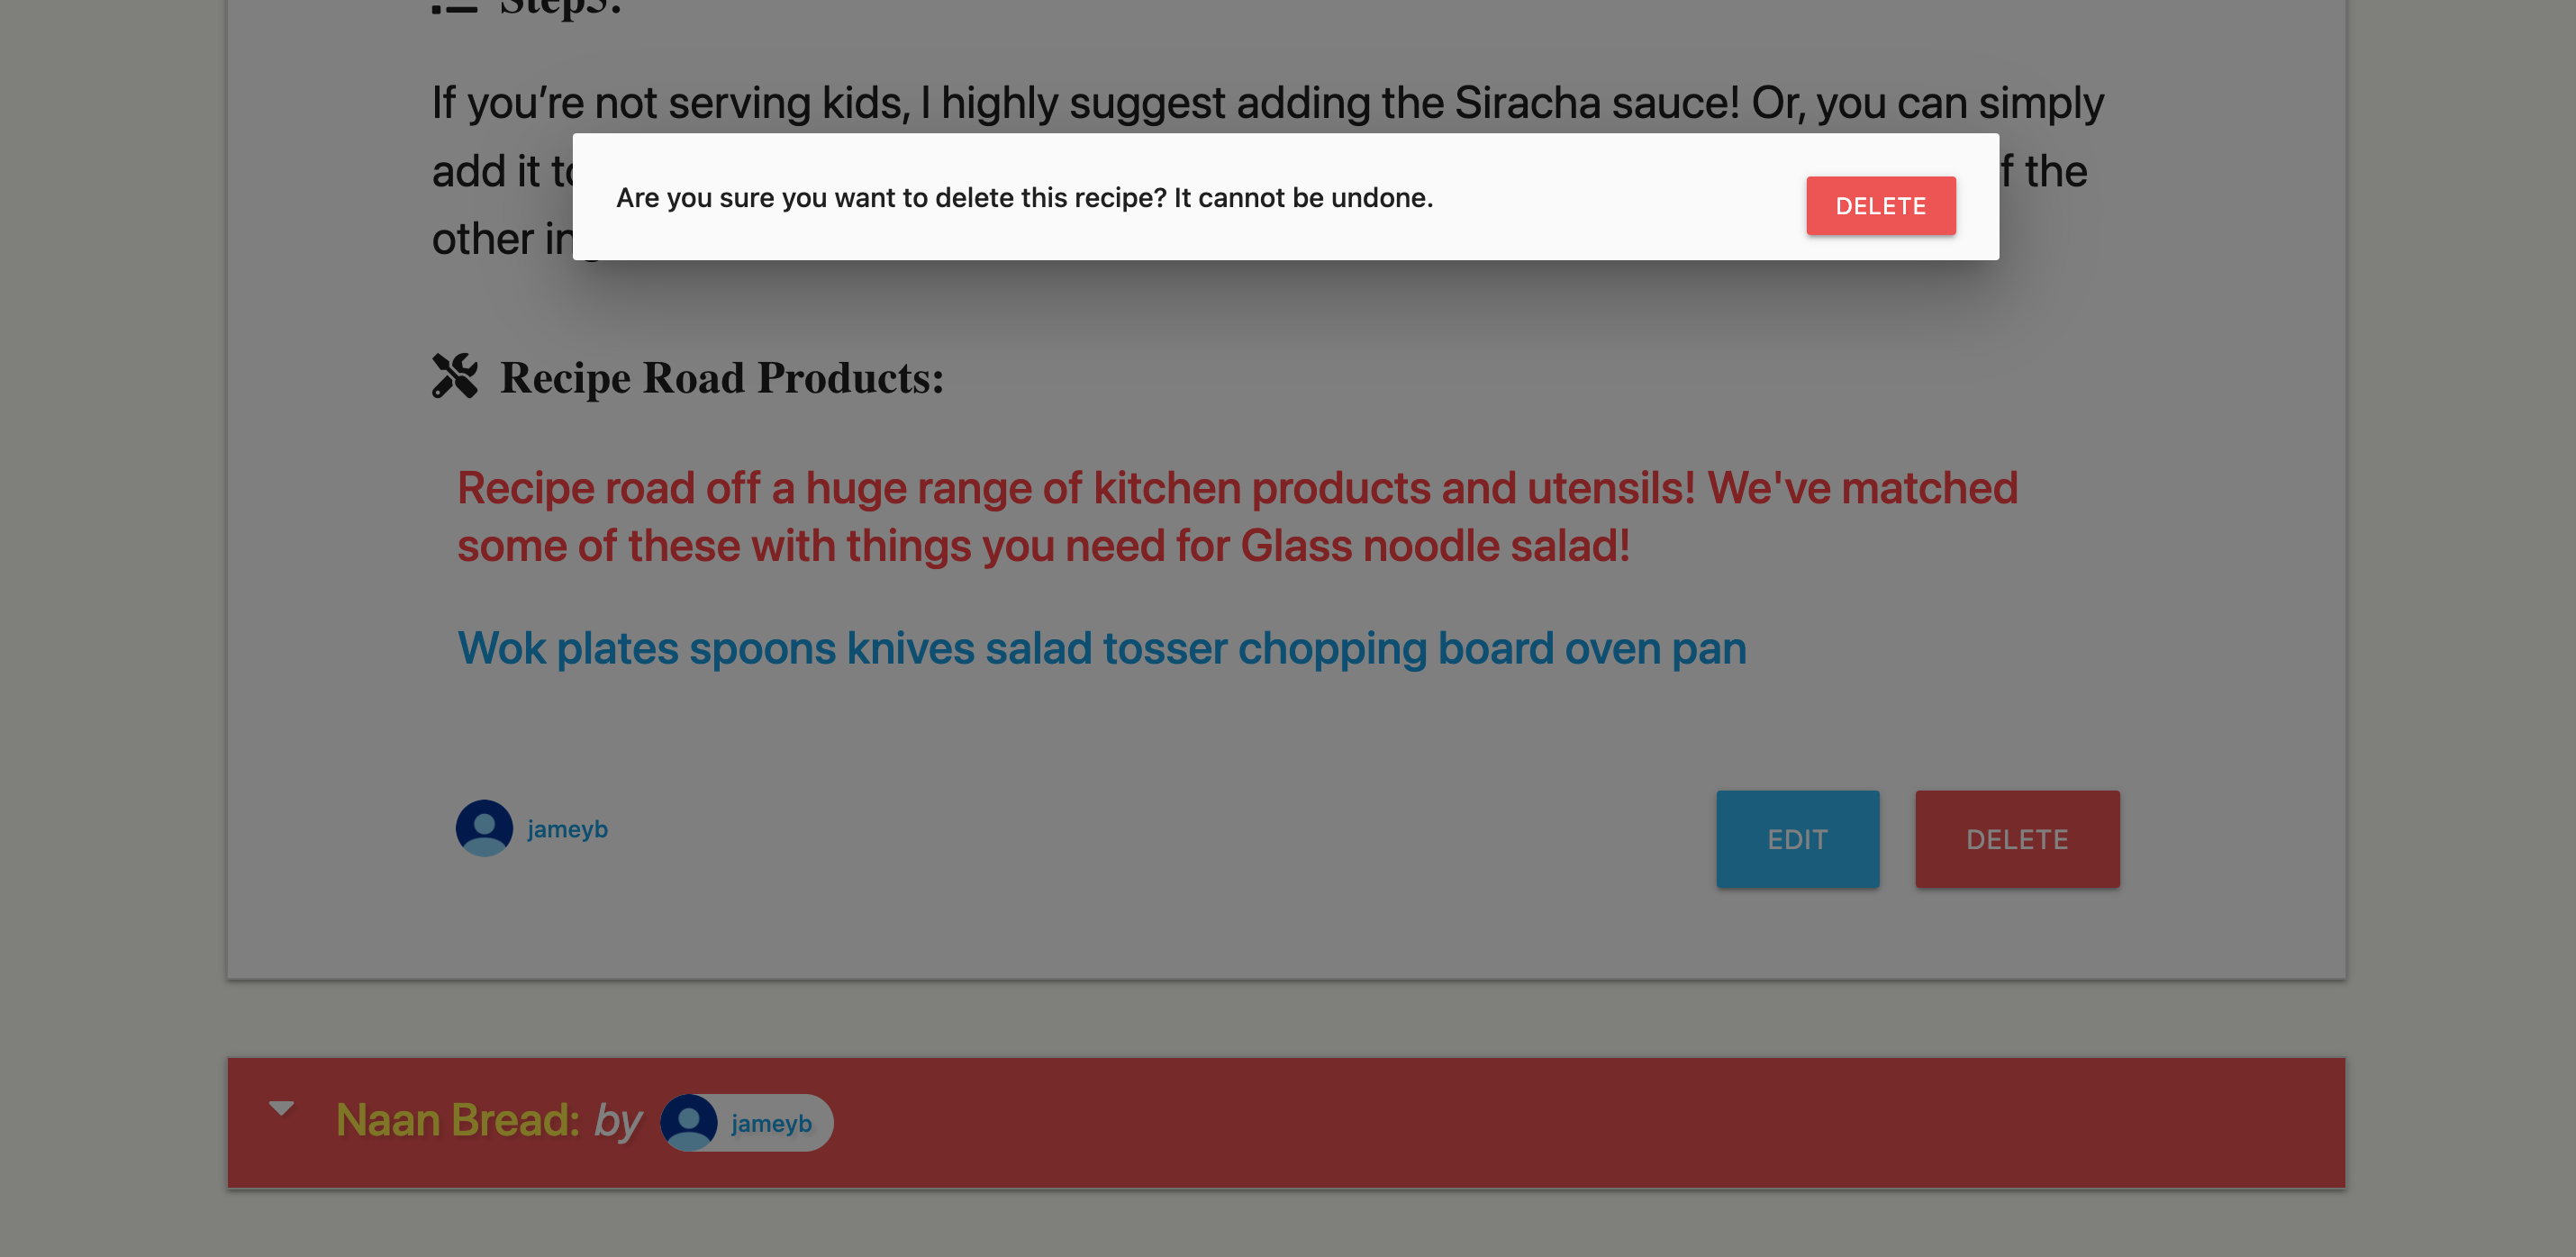 Step5:
If you’re not serving kids, I highly suggest adding the Siracha sauce! Or, you can simply
add it f the
other
Are you sure you want to delete this recipe? It cannot be undone.
DELETE
Recipe Road Products:
Recipe road off a huge range of kitchen products and utensils! We've matched
some of these with things you need for Glass noodle salad!
Wok plates spoons knives salad tosser chopping board oven pan
jameyb
EDIT DELETE
Naan Bread: by jameyb